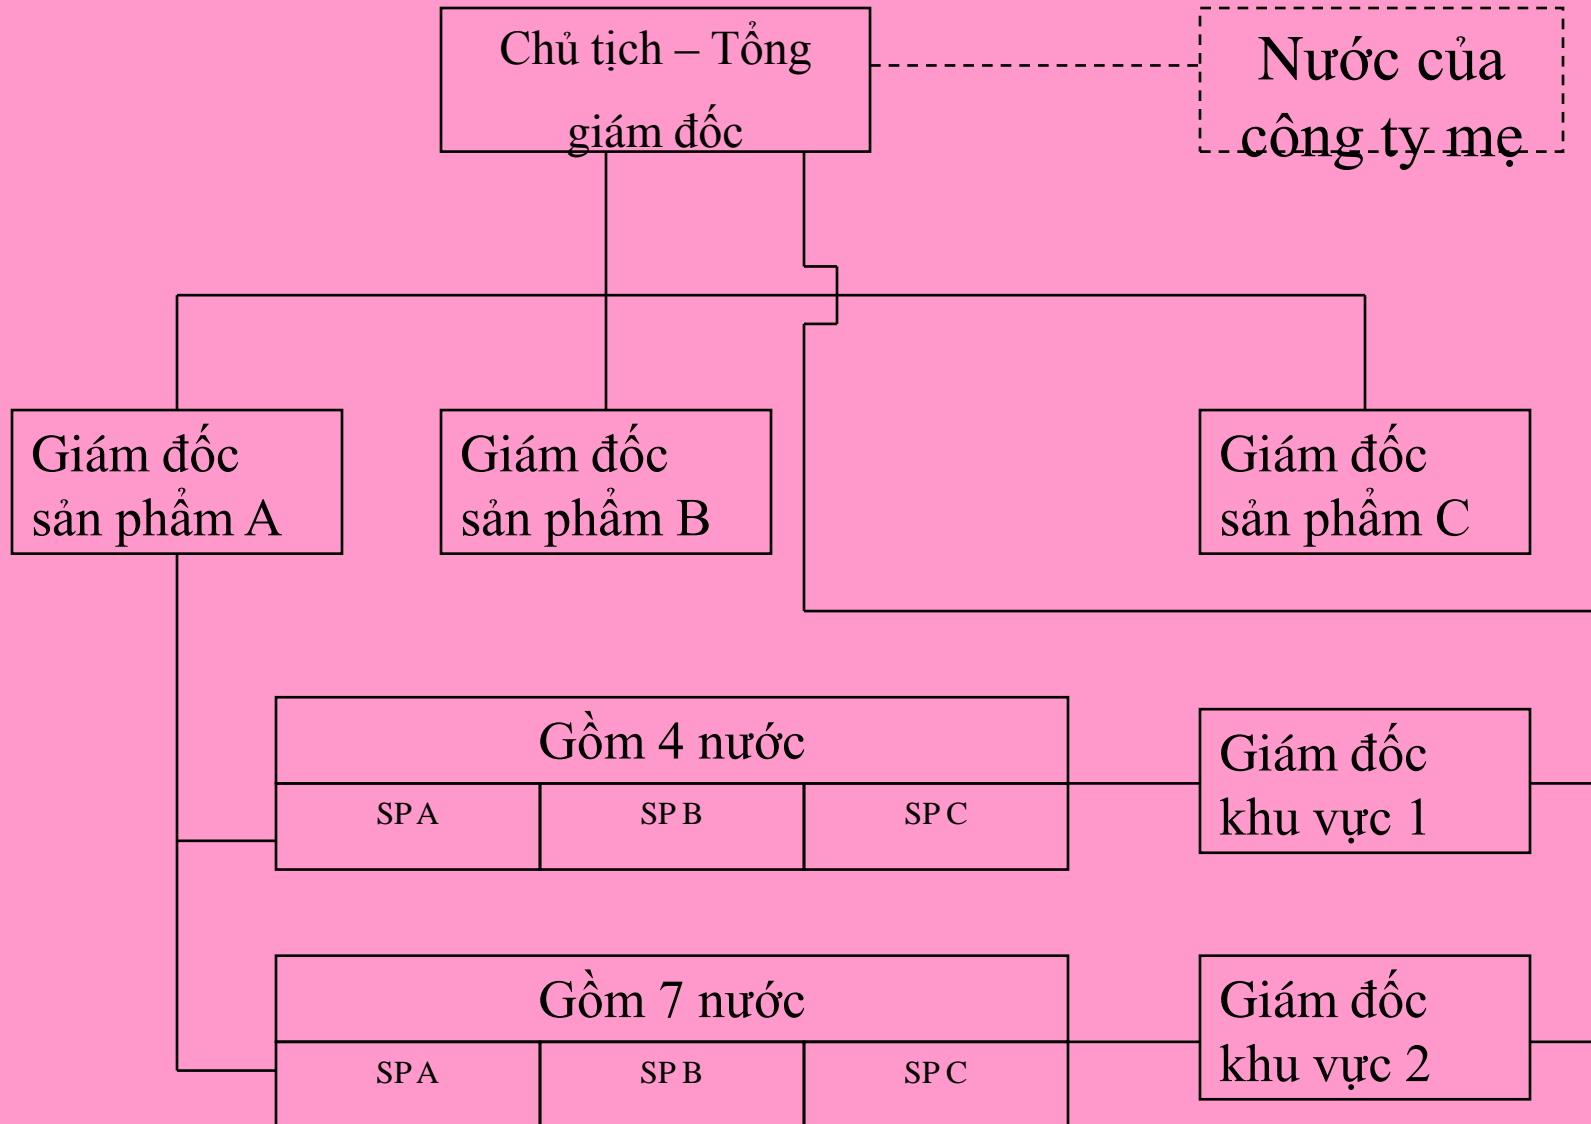 Chủ tịch – Tổng
giám đốc
Nước của
công ty mẹ
Giám đốc
sản phẩm A
Giám đốc
sản phẩm B
Giám đốc
sản phẩm C
Gồm 4 nước
SP A
SP B
SP C
Giám đốc
khu vực 1
Gồm 7 nước
SP A
SP B
SP C
Giám đốc
khu vực 2